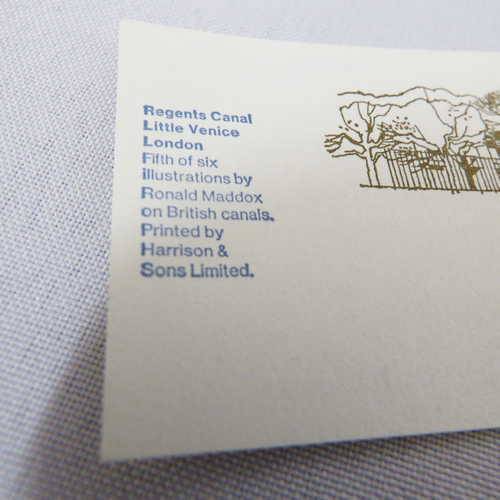 Regents Canal
Little Venice
London
Fifth of six
illustrations by
Ronald Maddox
on British canals.
Printed by
Harrison &
Sons Limited.